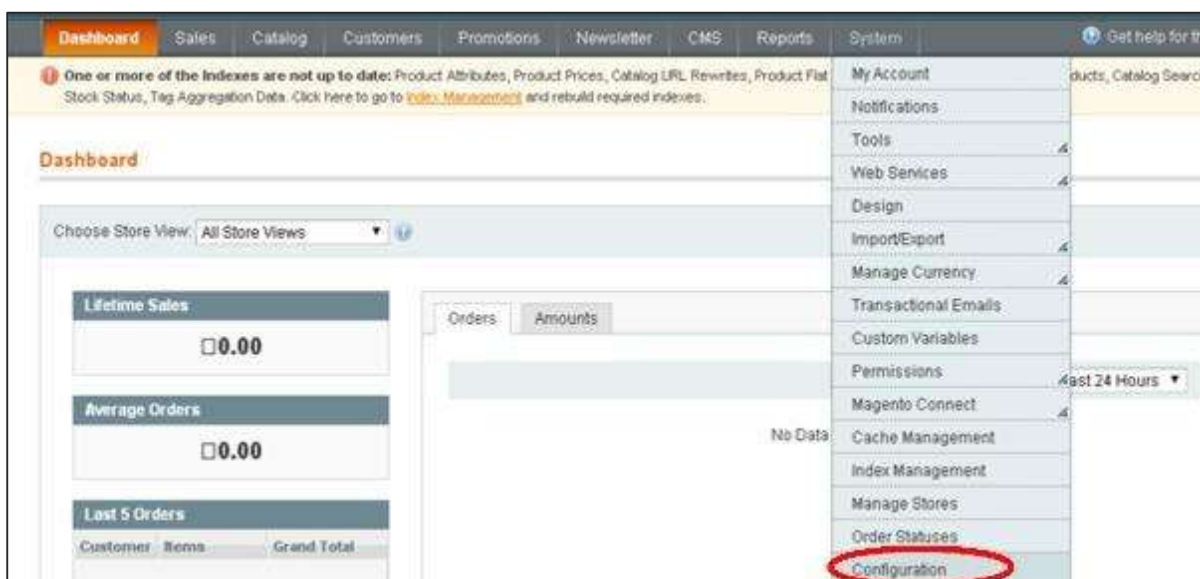 Dashboard Sales Catalog Customers Promotions Newsletter CMS Reports System Get help for th
One or more of the Indexes are not up to date: Product Attributes, Product Prices, Catalog URL Rewrites, Product Flat
ducts, Catalog Searc
Stock Status, Tag Aggregation Data. Click here to go to Index Management and rebuild required indexes.
My Account
Notifications
Tools
Web Services
Design
Import/Export
Manage Currency
Transactional Emails
Custom Variables
Permissions
Magento Connect
Cache Management
Index Management
Manage Stores
Order Statuses
Configuration
Dashboard
Choose Store View: All Store Views
Lifetime Sales
0.00
Average Orders
0.00
Last 5 Orders
Customer Items Grand Total
Orders Amounts
ast 24 Hours
No Data